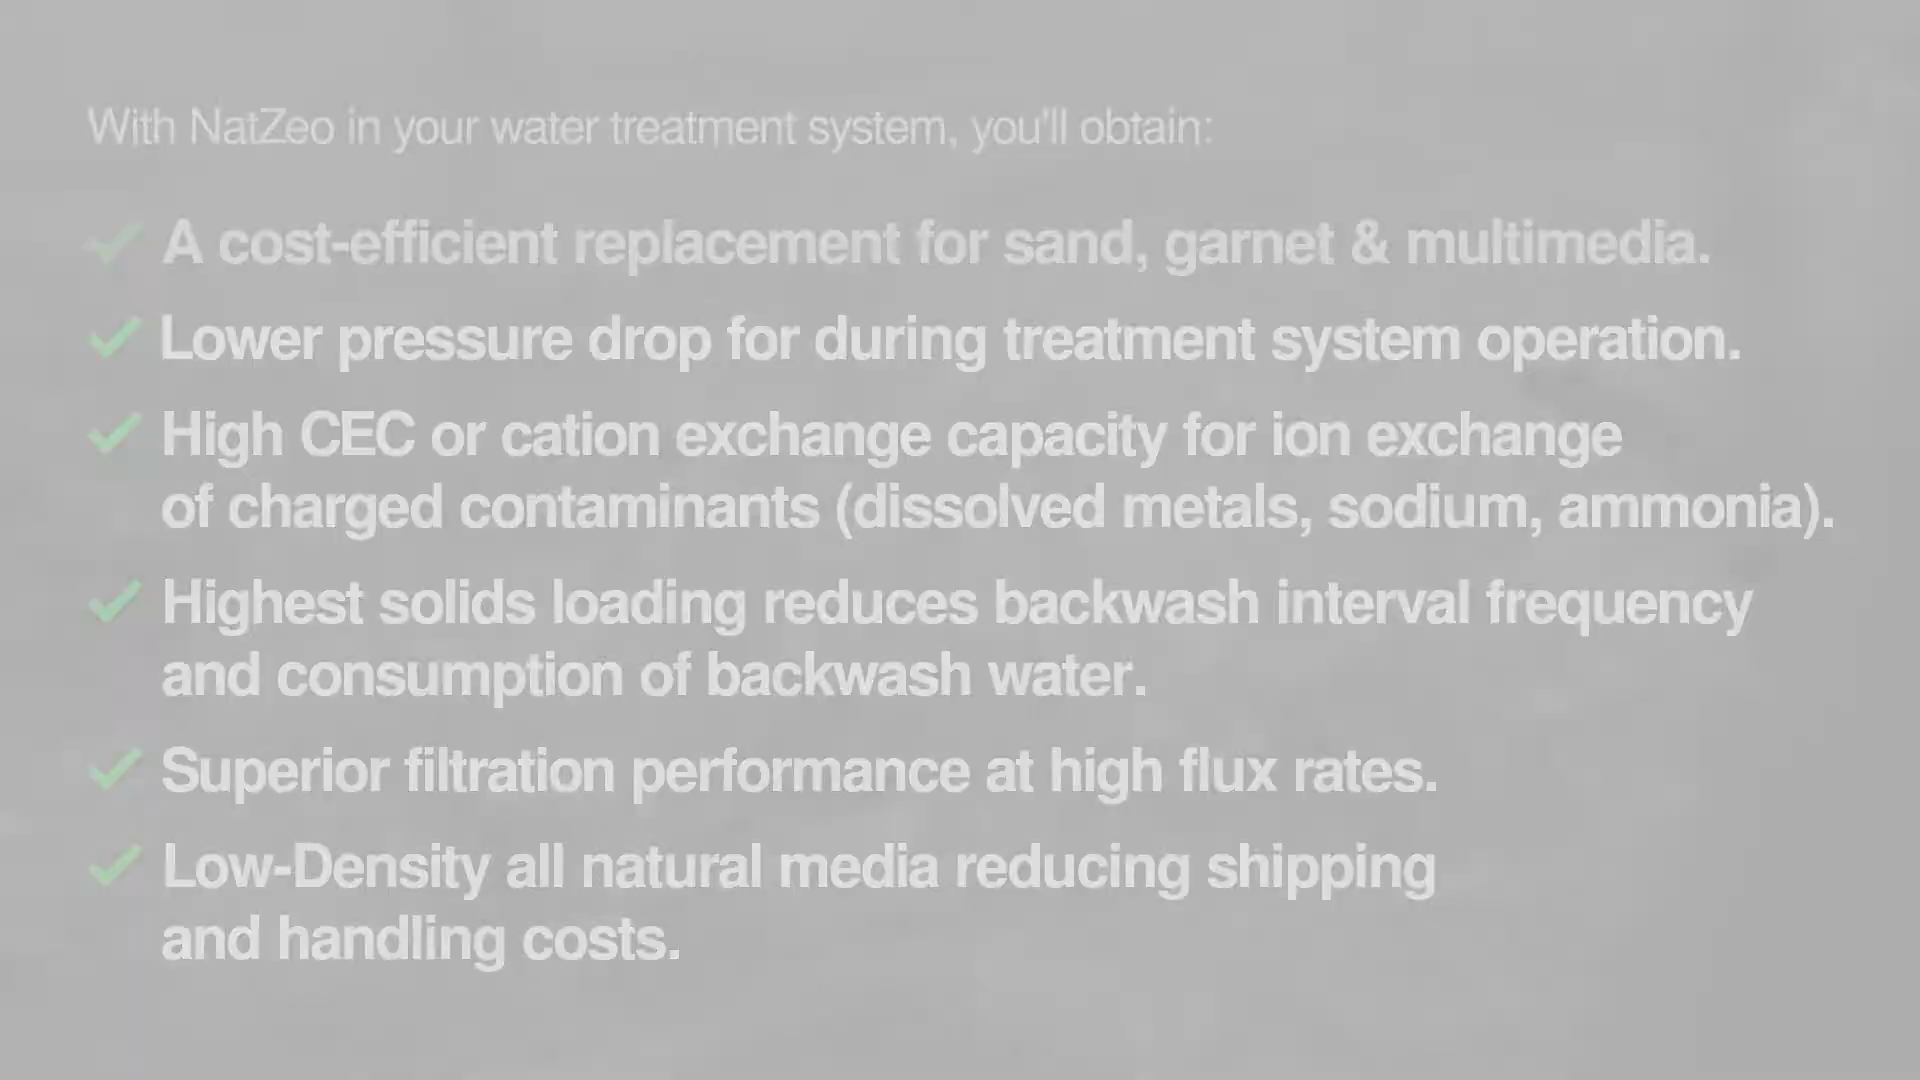 With NatZeo in your water treatment system, you'll obtain:
A cost-efficient replacement for sand, garnet & multimedia.
Lower pressure drop for during treatment system operation.
High CEC or cation exchange capacity for ion exchange
of charged contaminants (dissolved metals, sodium, ammonia).
Highest solids loading reduces backwash interval frequency
and consumption of backwash water.
Superior filtration performance at high flux rates.
Low-Density all natural media reducing shipping
and handling costs.